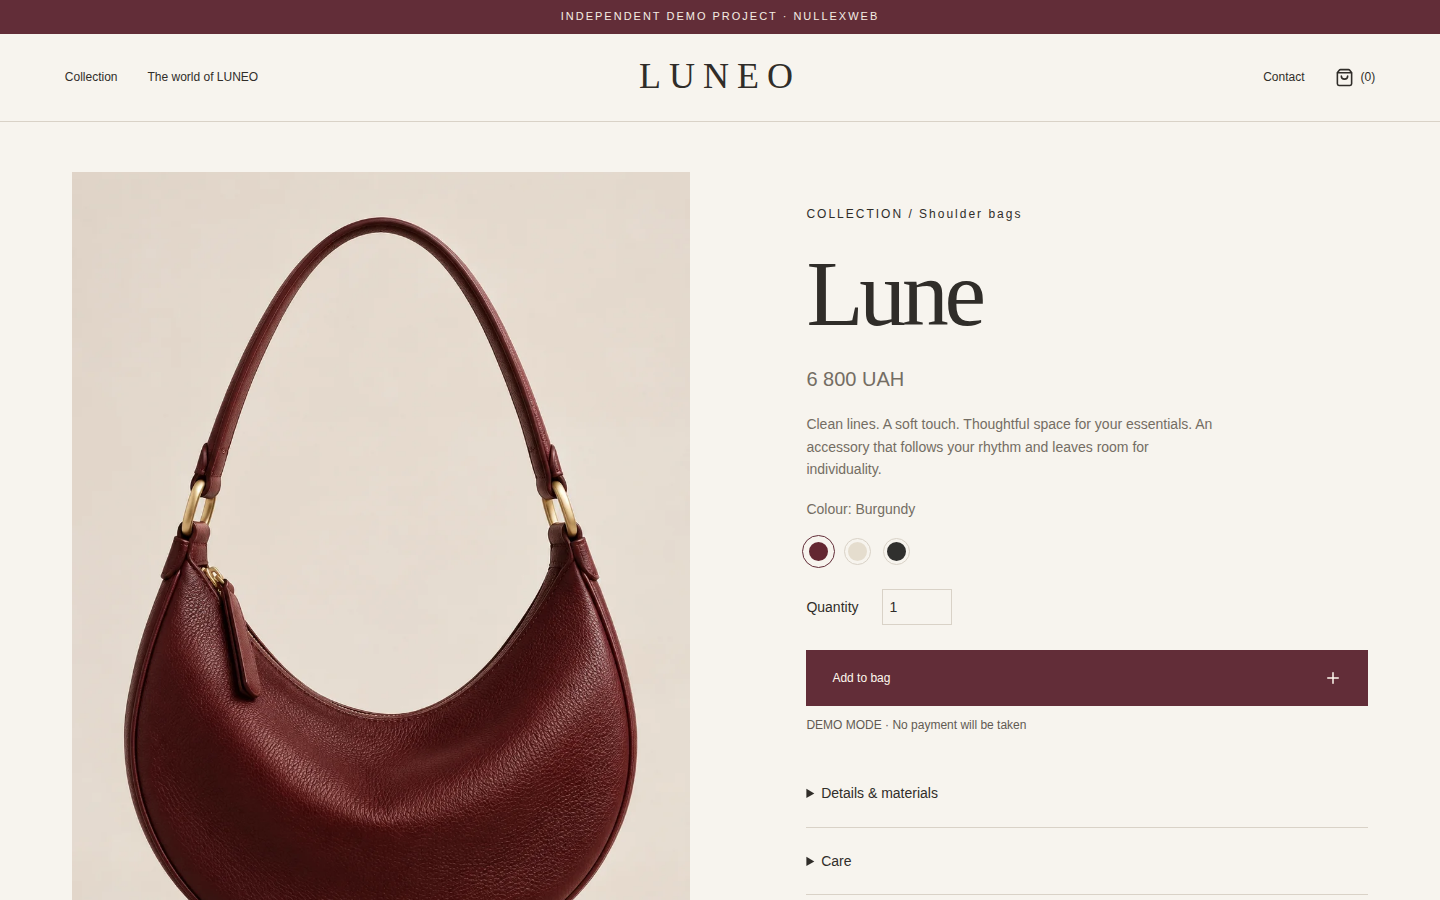 INDEPENDENT DEMO PROJECT · NULLEXWEB
Collection
The world of LUNEO
LUNEO
Contact
(0)
COLLECTION / Shoulder bags
Lune
6 800 UAH
Clean lines. A soft touch. Thoughtful space for your essentials. An
accessory that follows your rhythm and leaves room for
individuality.
Colour: Burgundy
Quantity
1
Add to bag
DEMO MODE · No payment will be taken
Details & materials
Care